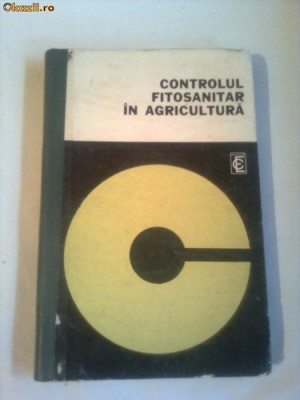 Okazii.ro
CONTROLUL
FITOSANITAR
ÎN AGRICULTURĂ